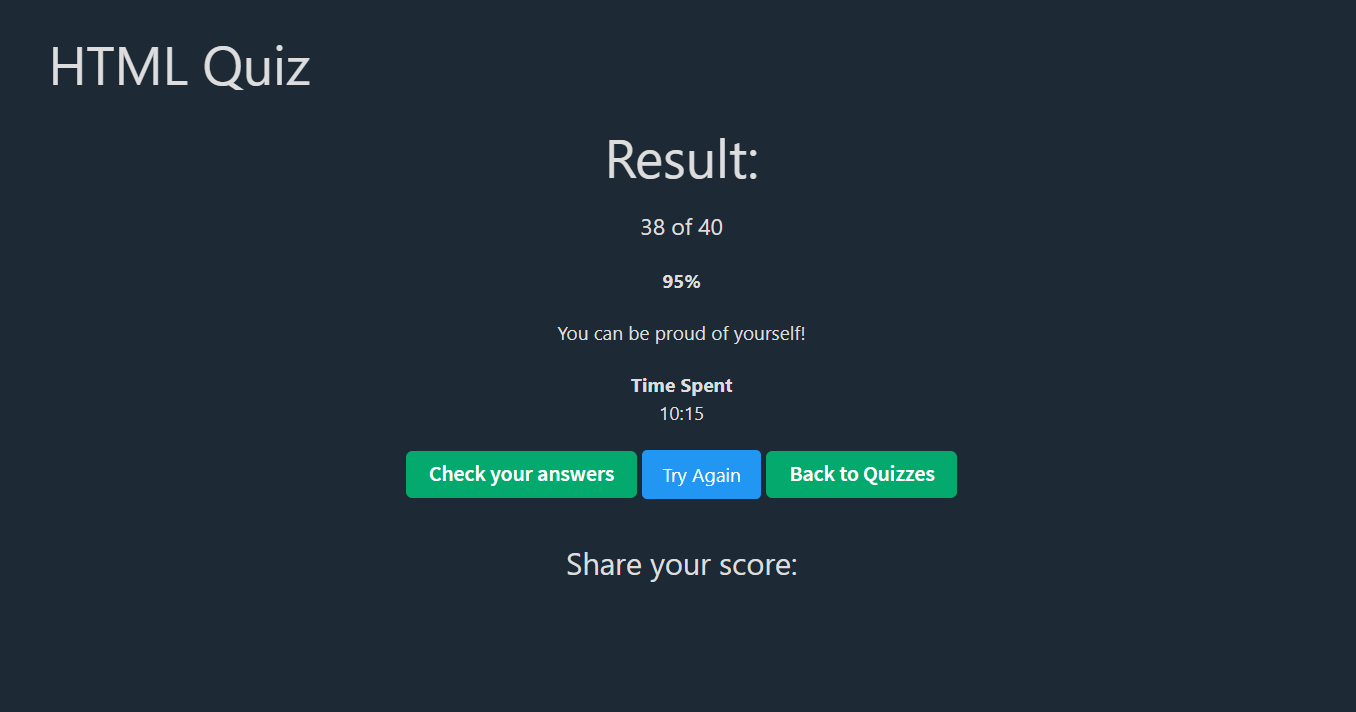 HTML Quiz
Result:
38 of 40
95%
You can be proud of yourself!
Time Spent
10:15
Check your answers Try Again Back to Quizzes
Share your score: